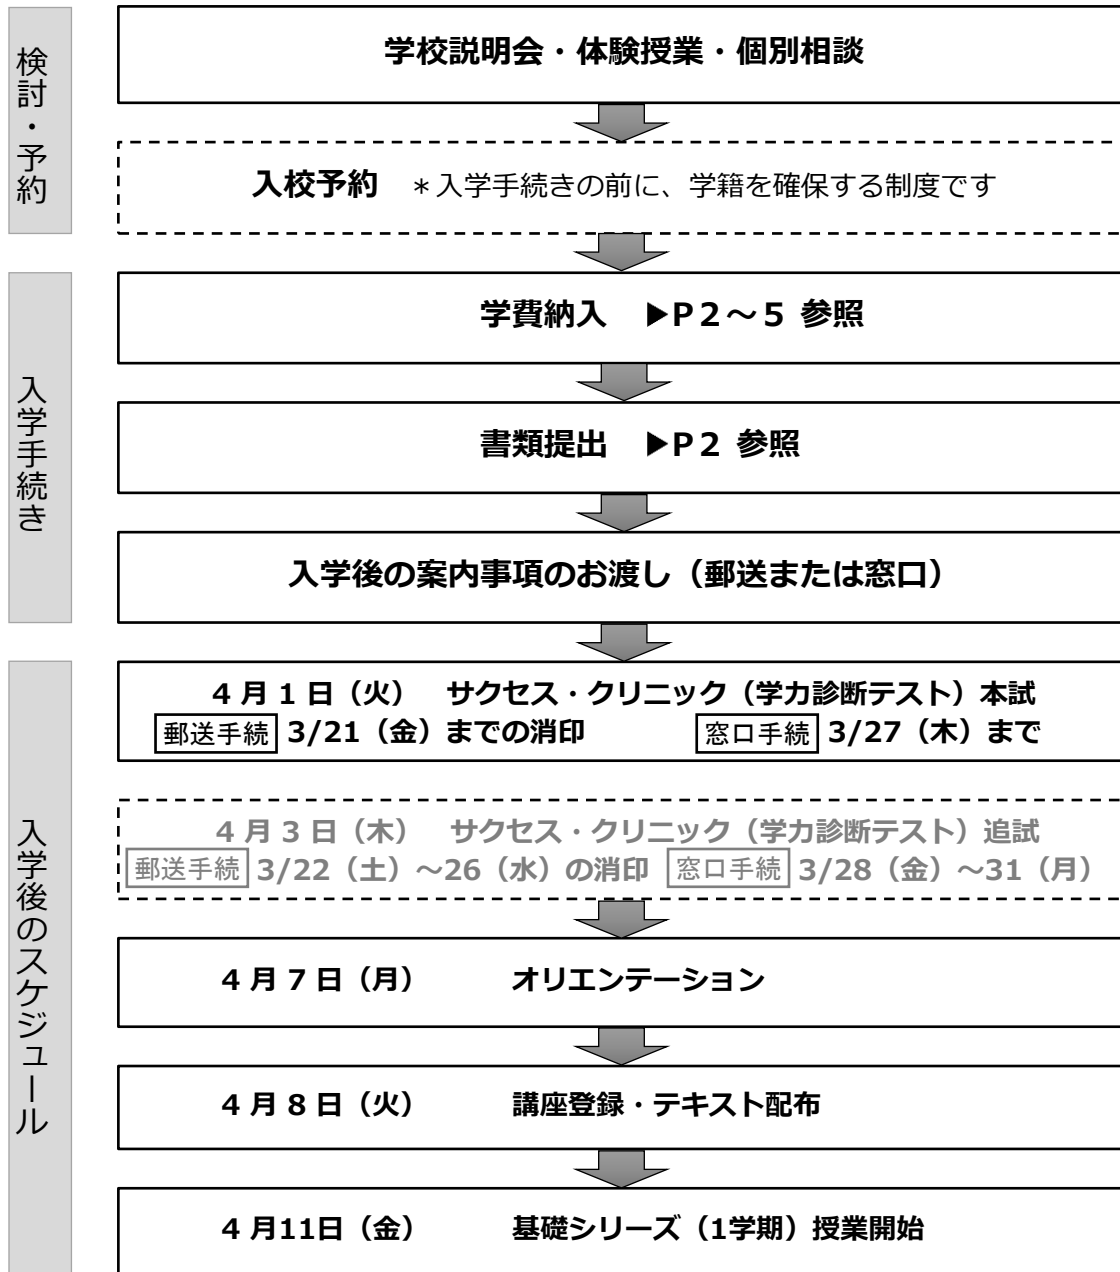 検討・予約
学校説明会・体験授業・個別相談
入校予約 ＊入学手続きの前に、学籍を確保する制度です
入学手続き
学費納入 ▶P2～5 参照
書類提出 ▶P2 参照
入学後の案内事項のお渡し（郵送または窓口）
入学後のスケジュール
4 月 1 日（火） サクセス・クリニック（学力診断テスト）本試
郵送手続 3/21（金）までの消印 窓口手続 3/27（木）まで
4 月 3 日（木） サクセス・クリニック（学力診断テスト）追試
郵送手続 3/22（土）～26（水）の消印 窓口手続 3/28（金）～31（月）
4 月 7 日（月） オリエンテーション
4 月 8 日（火） 講座登録・テキスト配布
4 月11日（金） 基礎シリーズ（1学期）授業開始